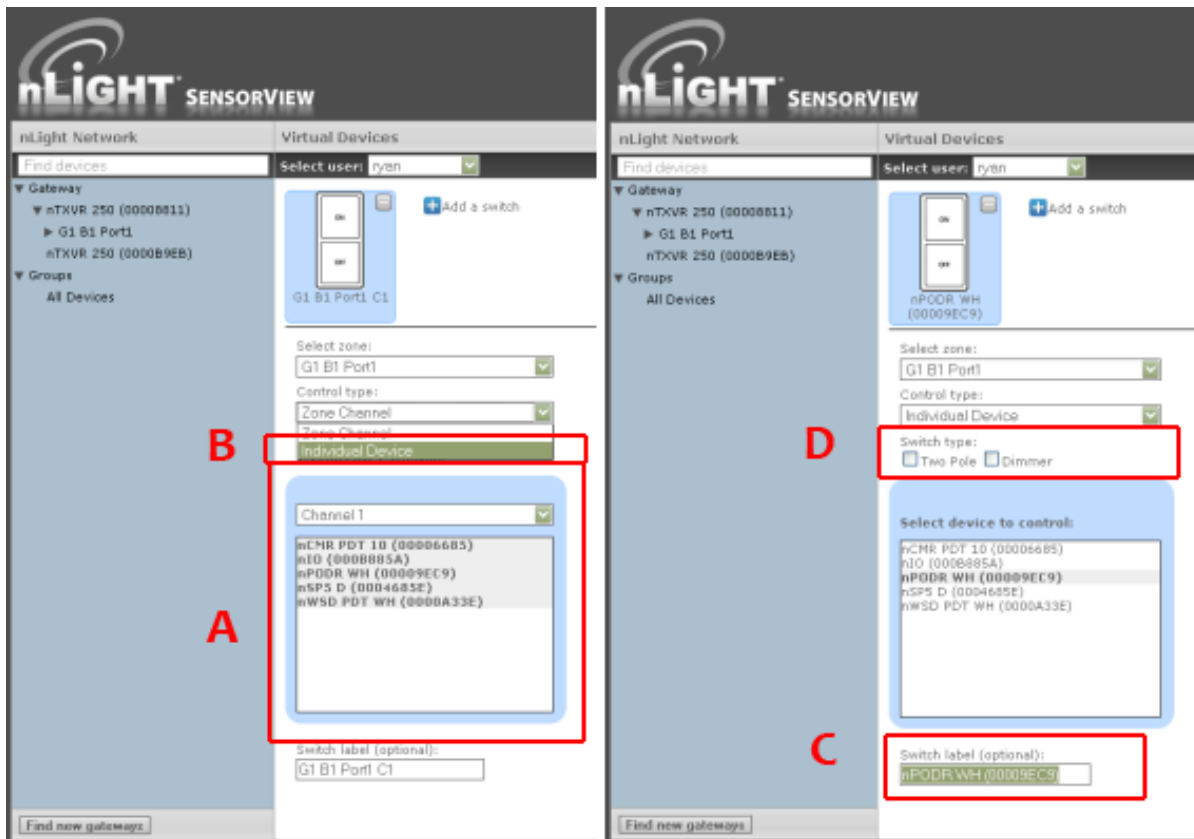 nLIGHT® SENSORVIEW
nLight Network
Virtual Devices
Find devices
Select user: ryan
Gateway
nTXVR 250 (00008811)
G1 B1 Port1
nTXVR 250 (0000B9EB)
Groups
All Devices
ON
OFF
G1 B1 Port1 C1
Add a switch
Select zone:
G1 B1 Port1
Control type:
Zone Channel
Zone Channel
B
Individual Device
Channel 1
nCMR PDT 10 (00006685)
nIO (000B885A)
nPODR WH (00009EC9)
nSP5 D (0004685E)
nWSD PDT WH (0000A33E)
A
Switch label (optional):
G1 B1 Port1 C1
Find new gateways
nLIGHT® SENSORVIEW
nLight Network
Virtual Devices
Find devices
Select user: ryan
Gateway
nTXVR 250 (00008811)
G1 B1 Port1
nTXVR 250 (0000B9EB)
Groups
All Devices
ON
OFF
nPODR WH
(00009EC9)
Add a switch
Select zone:
G1 B1 Port1
Control type:
Individual Device
D
Switch type:
Two Pole Dimmer
Select device to control:
nCMR PDT 10 (00006685)
nIO (000B885A)
nPODR WH (00009EC9)
nSP5 D (0004685E)
nWSD PDT WH (0000A33E)
C
Switch label (optional):
nPODR WH (00009EC9)
Find new gateways